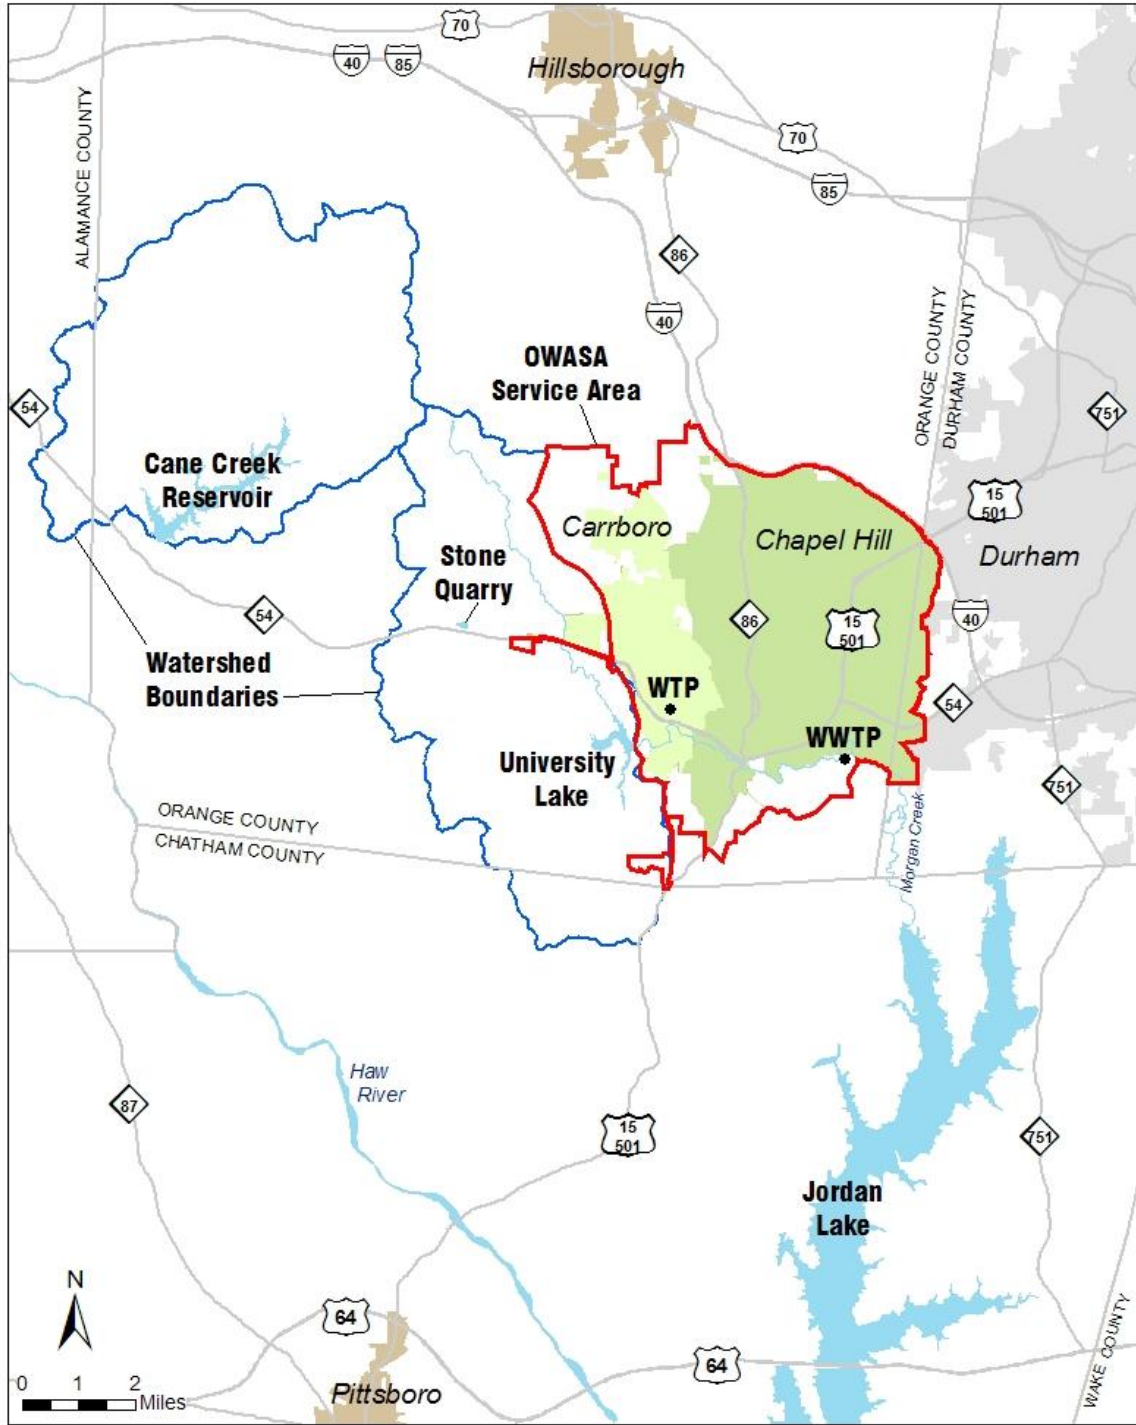 70
40
85
Hillsborough
70
85
ALAMANCE COUNTY
86
40
ORANGE COUNTY
DURHAM COUNTY
OWASA
Service Area
54
751
Cane Creek
Reservoir
15
501
Carrboro
Chapel Hill
Durham
Stone
Quarry
54
86
15
501
40
Watershed
Boundaries
WTP
54
WWTP
University
Lake
751
ORANGE COUNTY
CHATHAM COUNTY
Morgan Creek
Haw
River
87
15
501
751
Jordan
Lake
N
64
64
WAKE COUNTY
0 1 2
Miles
Pittsboro